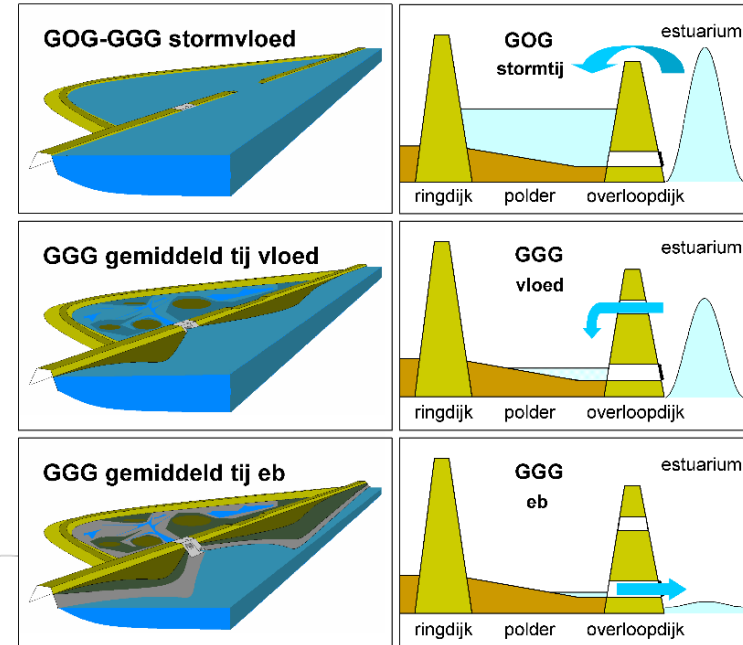 GOG-GGG stormvloed
GOG
stormtij
estuarium
ringdijk polder overloopdijk
GGG gemiddeld tij vloed
GGG
vloed
estuarium
ringdijk polder overloopdijk
GGG gemiddeld tij eb
GGG
eb
estuarium
ringdijk polder overloopdijk